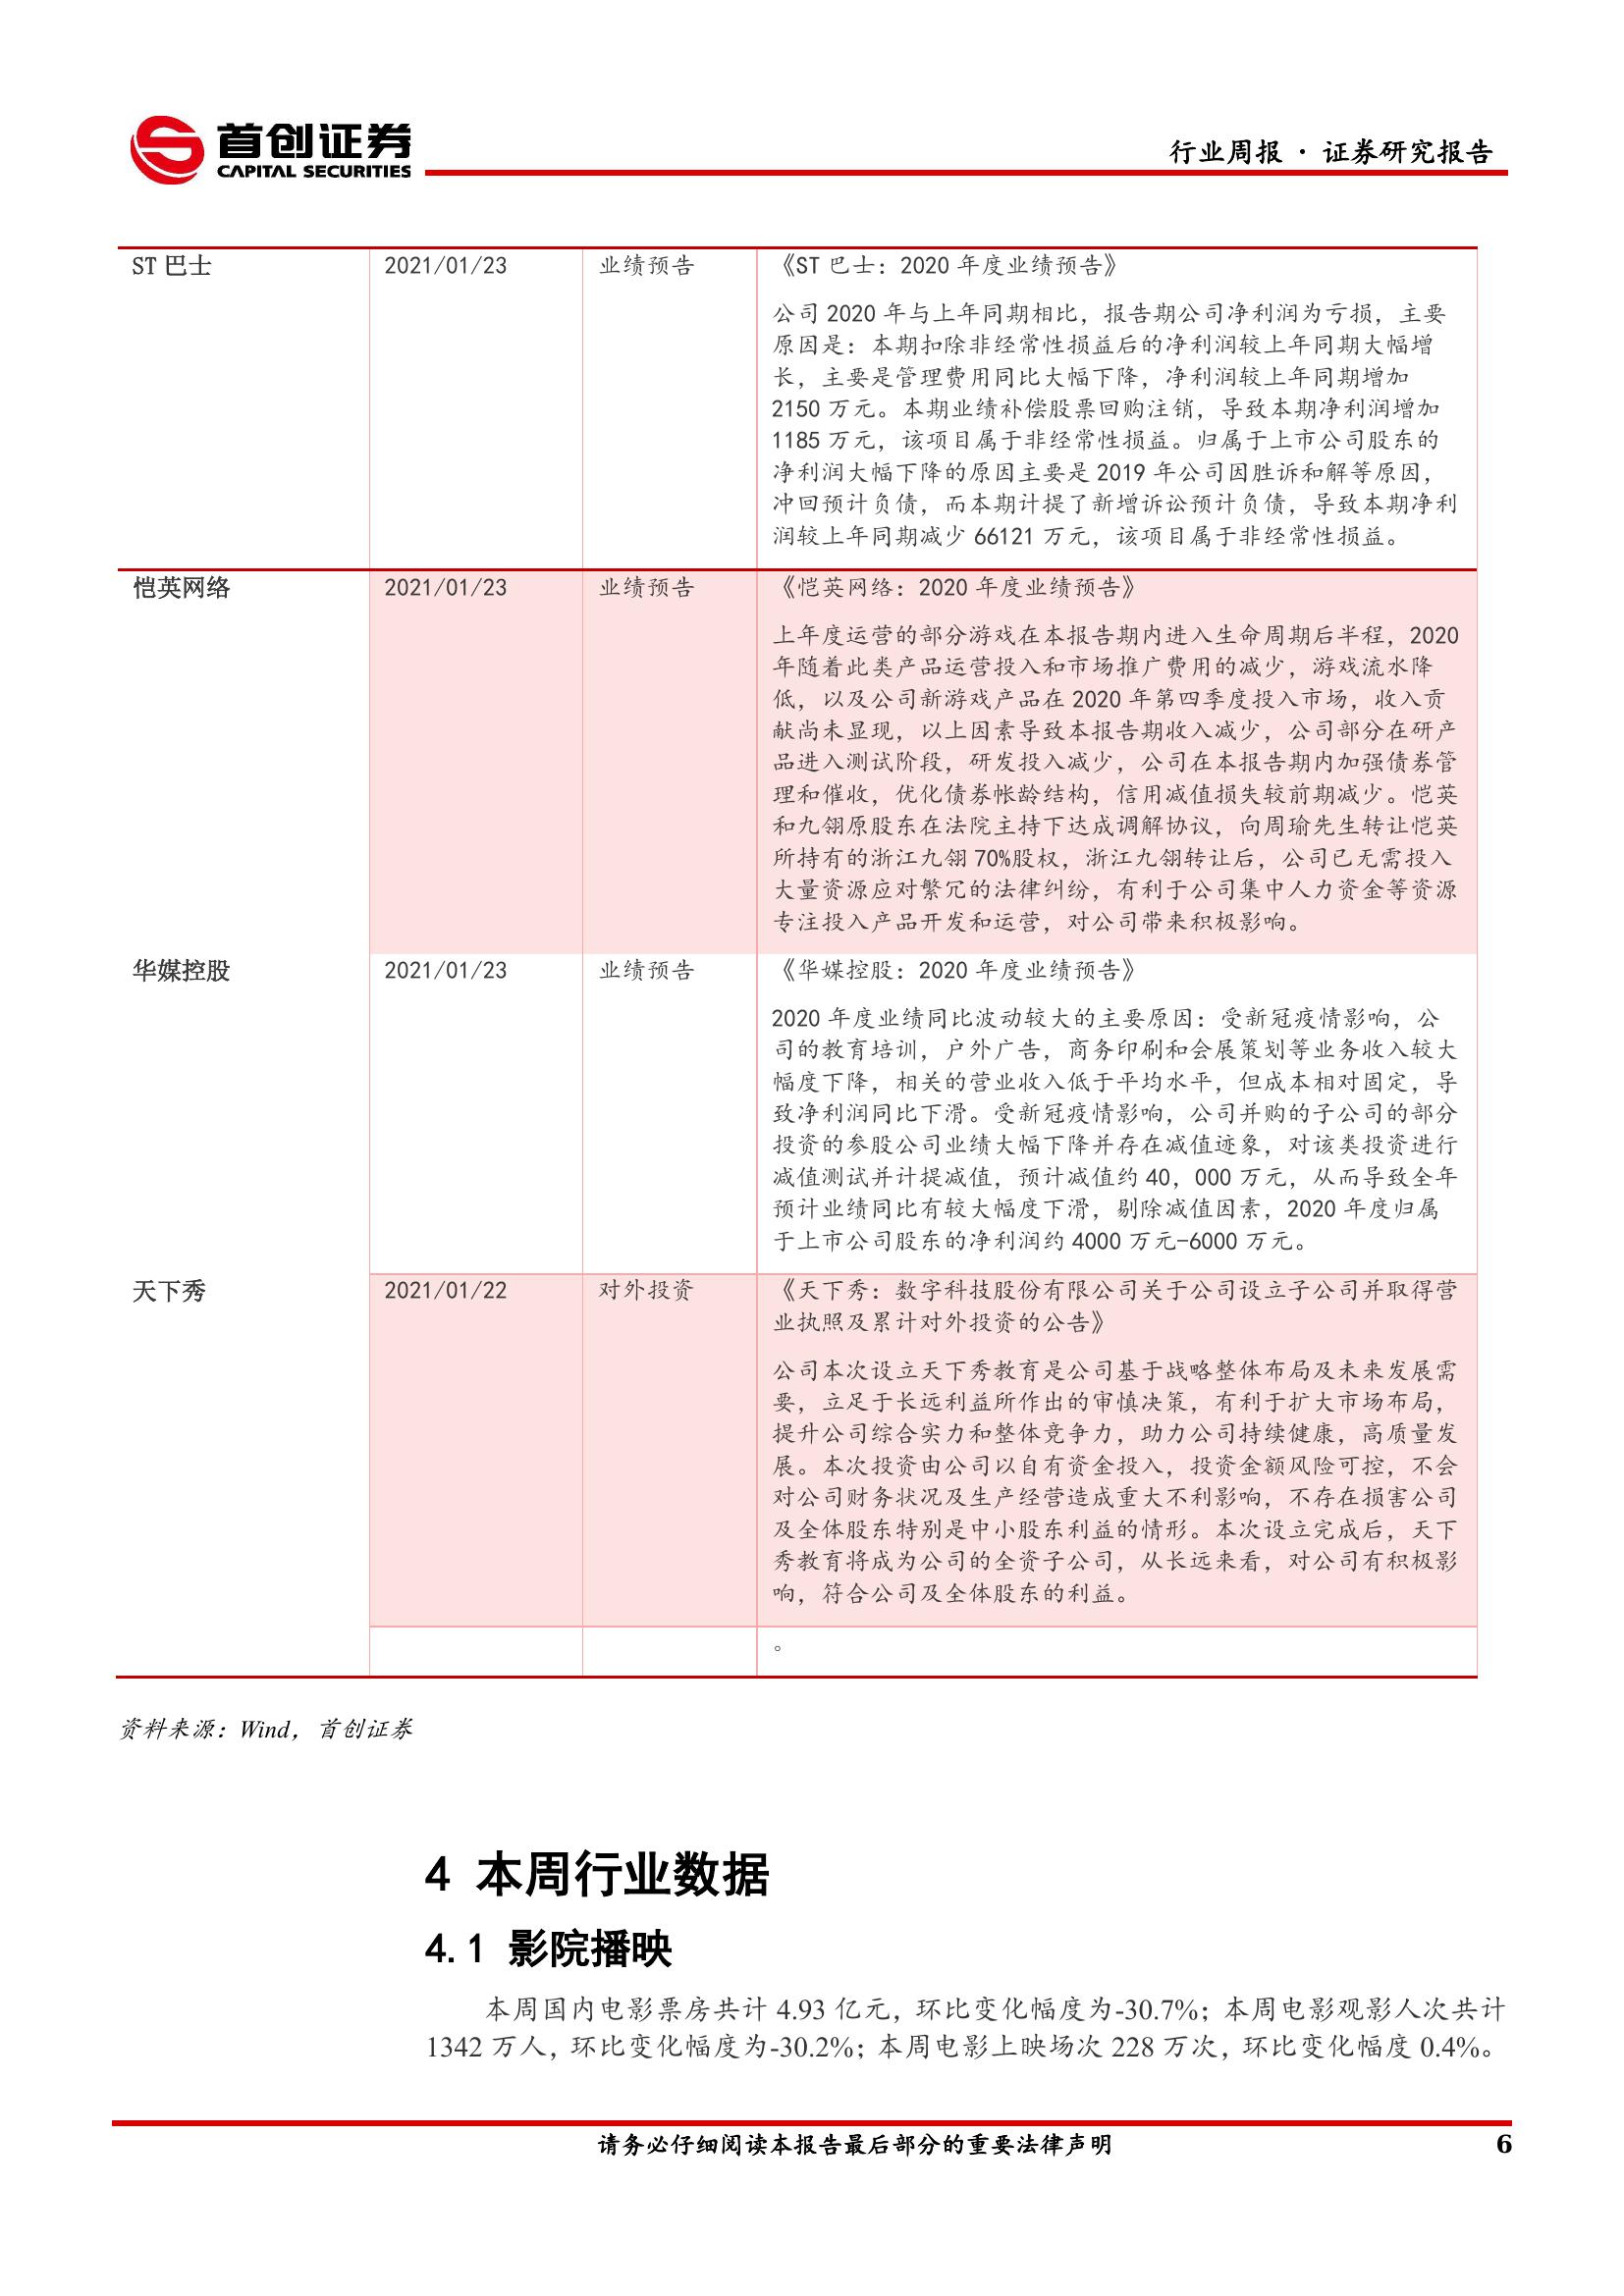 首创证券
CAPITAL SECURITIES
行业周报 · 证券研究报告
ST 巴士 2021/01/23 业绩预告 《ST 巴士：2020 年度业绩预告》
公司 2020 年与上年同期相比，报告期公司净利润为亏损，主要
原因是：本期扣除非经常性损益后的净利润较上年同期大幅增
长，主要是管理费用同比大幅下降，净利润较上年同期增加
2150 万元。本期业绩补偿股票回购注销，导致本期净利润增加
1185 万元，该项目属于非经常性损益。归属于上市公司股东的
净利润大幅下降的原因主要是 2019 年公司因胜诉和解等原因，
冲回预计负债，而本期计提了新增诉讼预计负债，导致本期净利
润较上年同期减少 66121 万元，该项目属于非经常性损益。
恺英网络 2021/01/23 业绩预告 《恺英网络：2020 年度业绩预告》
上年度运营的部分游戏在本报告期内进入生命周期后半程，2020
年随着此类产品运营投入和市场推广费用的减少，游戏流水降
低，以及公司新游戏产品在 2020 年第四季度投入市场，收入贡
献尚未显现，以上因素导致本报告期收入减少，公司部分在研产
品进入测试阶段，研发投入减少，公司在本报告期内加强债券管
理和催收，优化债券帐龄结构，信用减值损失较前期减少。恺英
和九翎原股东在法院主持下达成调解协议，向周瑜先生转让恺英
所持有的浙江九翎 70%股权，浙江九翎转让后，公司已无需投入
大量资源应对繁冗的法律纠纷，有利于公司集中人力资金等资源
专注投入产品开发和运营，对公司带来积极影响。
华媒控股 2021/01/23 业绩预告 《华媒控股：2020 年度业绩预告》
2020 年度业绩同比波动较大的主要原因：受新冠疫情影响，公
司的教育培训，户外广告，商务印刷和会展策划等业务收入较大
幅度下降，相关的营业收入低于平均水平，但成本相对固定，导
致净利润同比下滑。受新冠疫情影响，公司并购的子公司的部分
投资的参股公司业绩大幅下降并存在减值迹象，对该类投资进行
减值测试并计提减值，预计减值约 40，000 万元，从而导致全年
预计业绩同比有较大幅度下滑，剔除减值因素，2020 年度归属
于上市公司股东的净利润约 4000 万元-6000 万元。
天下秀 2021/01/22 对外投资 《天下秀：数字科技股份有限公司关于公司设立子公司并取得营
业执照及累计对外投资的公告》
公司本次设立天下秀教育是公司基于战略整体布局及未来发展需
要，立足于长远利益所作出的审慎决策，有利于扩大市场布局，
提升公司综合实力和整体竞争力，助力公司持续健康，高质量发
展。本次投资由公司以自有资金投入，投资金额风险可控，不会
对公司财务状况及生产经营造成重大不利影响，不存在损害公司
及全体股东特别是中小股东利益的情形。本次设立完成后，天下
秀教育将成为公司的全资子公司，从长远来看，对公司有积极影
响，符合公司及全体股东的利益。
。
资料来源：Wind，首创证券
4 本周行业数据
4.1 影院播映
本周国内电影票房共计 4.93 亿元，环比变化幅度为-30.7%；本周电影观影人次共计
1342 万人，环比变化幅度为-30.2%；本周电影上映场次 228 万次，环比变化幅度 0.4%。
请务必仔细阅读本报告最后部分的重要法律声明 6